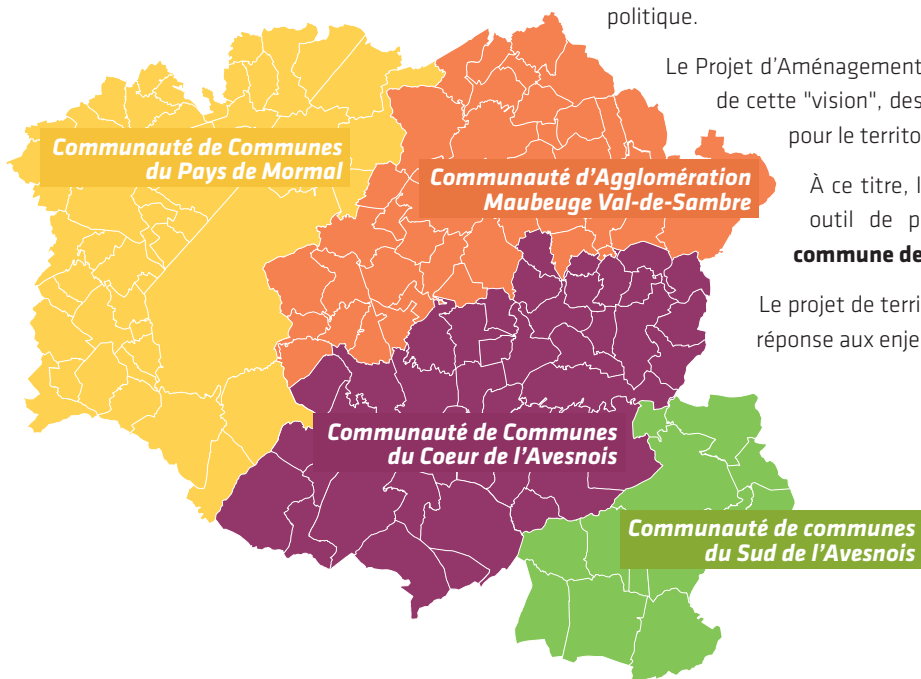 politique.
Le Projet d'Aménagement
de cette "vision", des
pour le territo
À ce titre, l
outil de p
commune de
Le projet de terri
réponse aux enje
Communauté de Communes
du Pays de Mormal
Communauté d'Agglomération
Maubeuge Val-de-Sambre
Communauté de Communes
du Coeur de l'Avesnois
Communauté de communes
du Sud de l'Avesnois